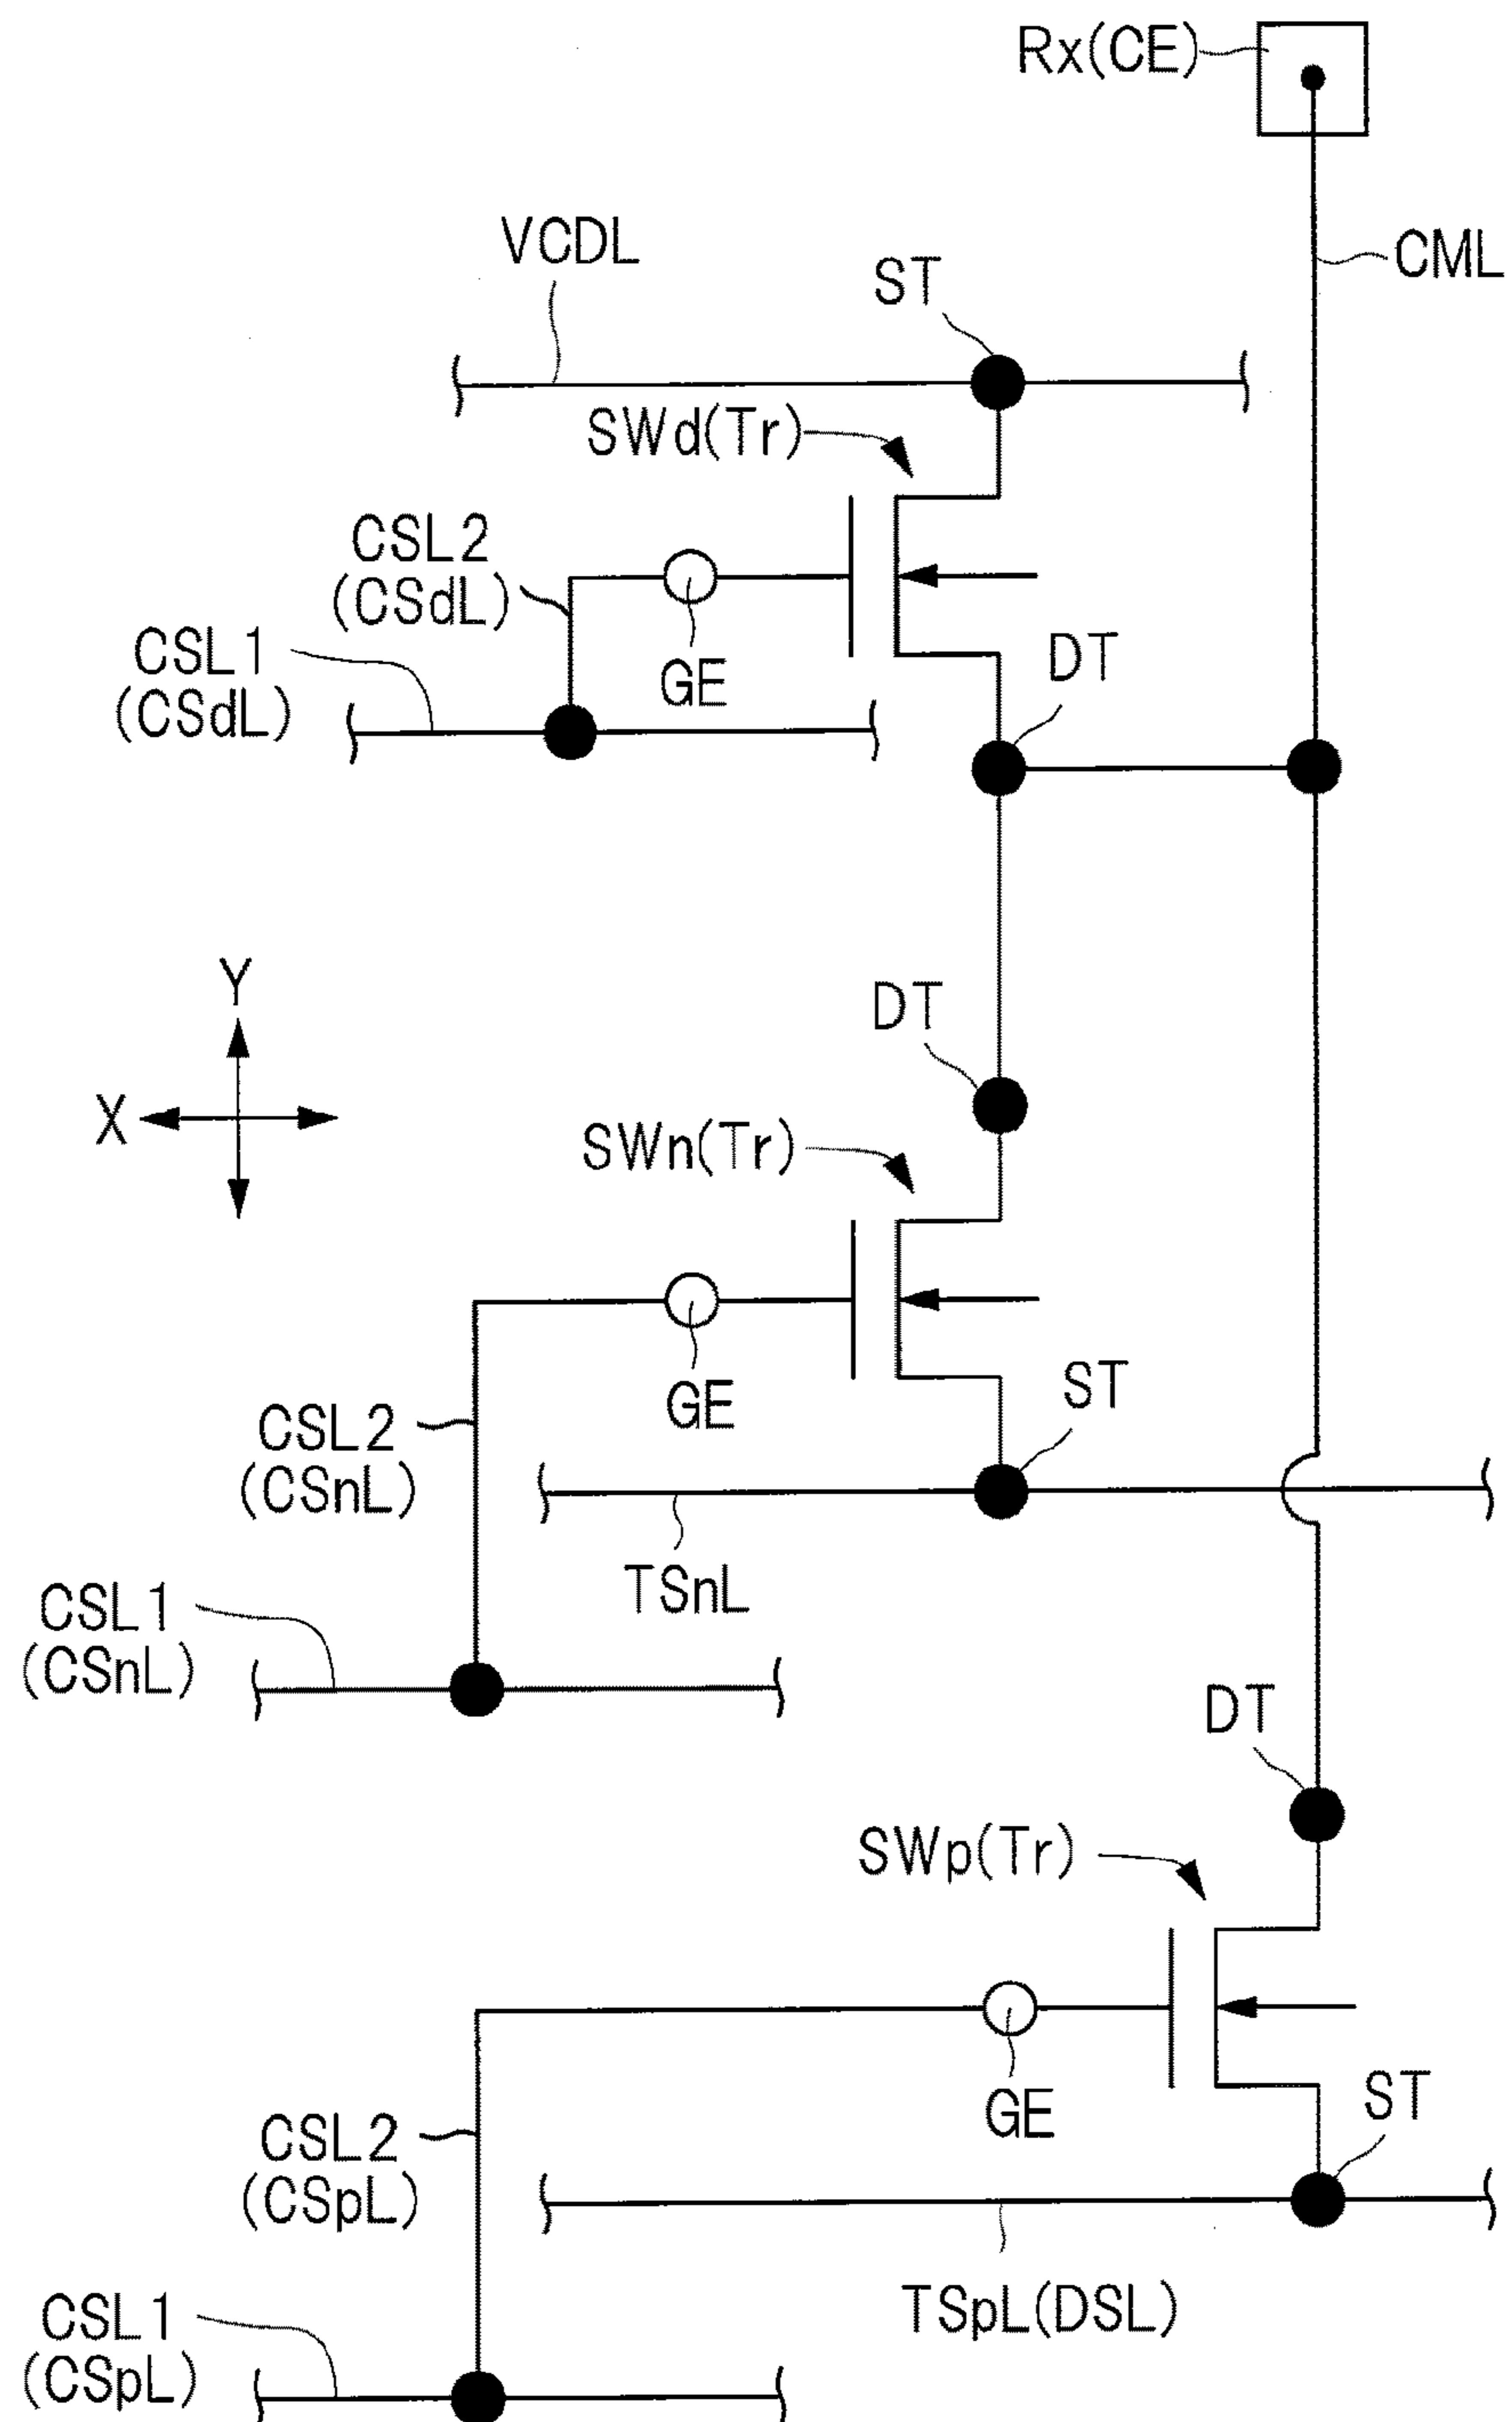 Rx(CE)
VCDL
ST
CML
SWd(Tr)
CSL2
(CSdL)
CSL1
(CSdL)
GE
DT
Y
X
DT
SWn(Tr)
GE
ST
CSL2
(CSnL)
TSnL
CSL1
(CSnL)
DT
SWp(Tr)
GE
ST
CSL2
(CSpL)
TSpL(DSL)
CSL1
(CSpL)